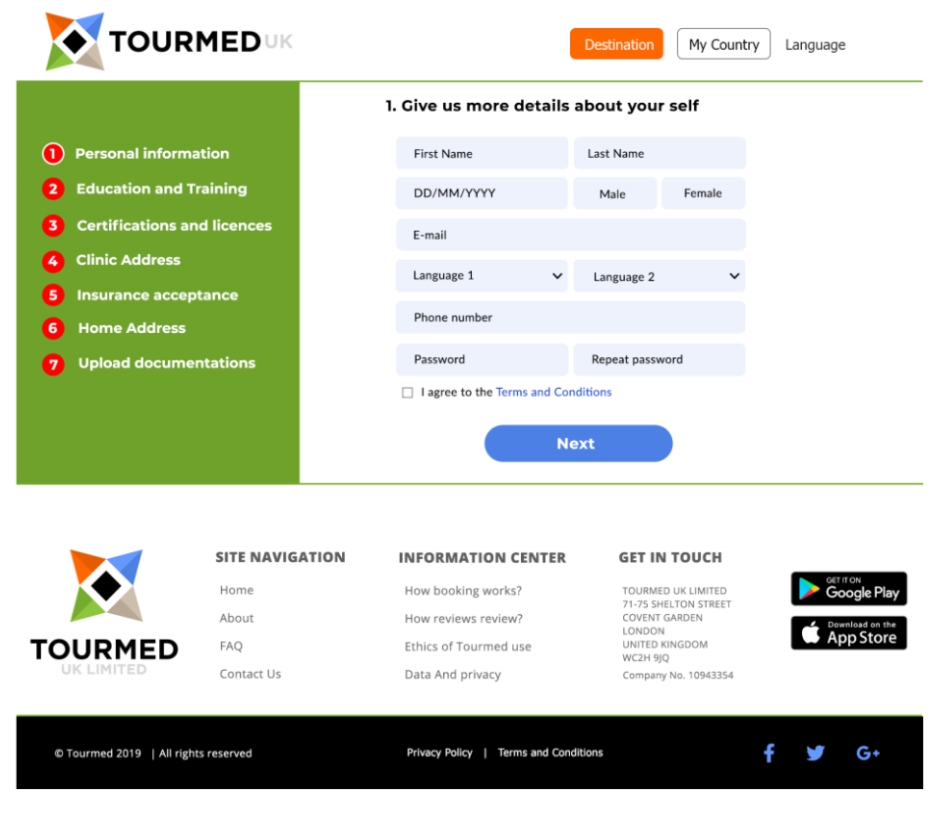 TOURMED UK
Destination
My Country
Language
1. Give us more details about your self
1 Personal information
2 Education and Training
3 Certifications and licences
4 Clinic Address
5 Insurance acceptance
6 Home Address
7 Upload documentations
First Name
Last Name
DD/MM/YYYY
Male
Female
E-mail
Language 1
Language 2
Phone number
Password
Repeat password
I agree to the Terms and Conditions
Next
TOURMED
UK LIMITED
SITE NAVIGATION
Home
About
FAQ
Contact Us
INFORMATION CENTER
How booking works?
How reviews review?
Ethics of Tourmed use
Data And privacy
GET IN TOUCH
TOURMED UK LIMITED
71-75 SHELTON STREET
COVENT GARDEN
LONDON
UNITED KINGDOM
WC2H 9JQ
Company No. 10943354
GET IT ON
Google Play
Download on the
App Store
© Tourmed 2019 | All rights reserved
Privacy Policy | Terms and Conditions
f
G+